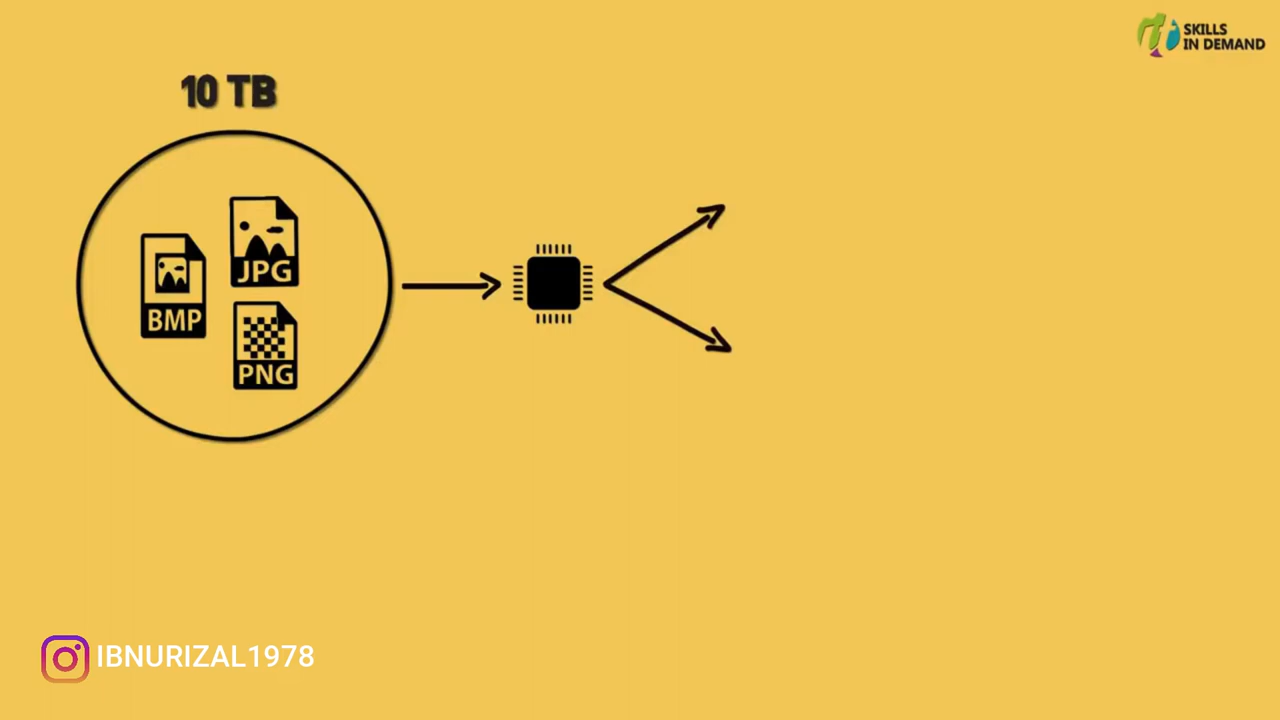 SKILLS
IN DEMAND
10 TB
JPG
BMP
PNG
IBNURIZAL1978